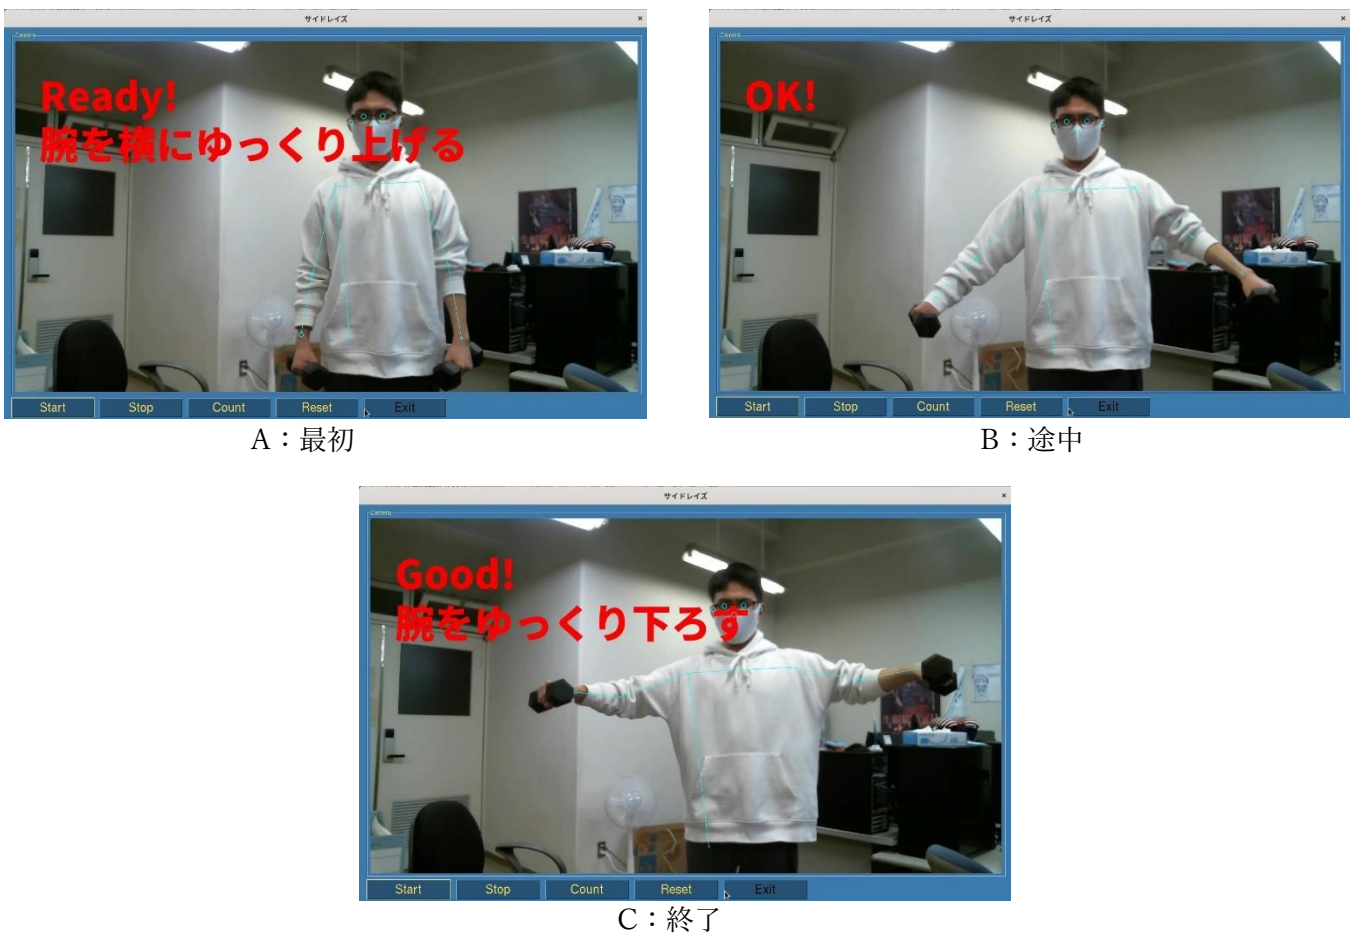 サイドレイズ
Camera
Ready!
腕を横にゆっくり上げる
Start Stop Count Reset Exit
A：最初
サイドレイズ
Camera
OK!
Start Stop Count Reset Exit
B：途中
サイドレイズ
Camera
Good!
腕をゆっくり下ろす
Start Stop Count Reset Exit
C：終了